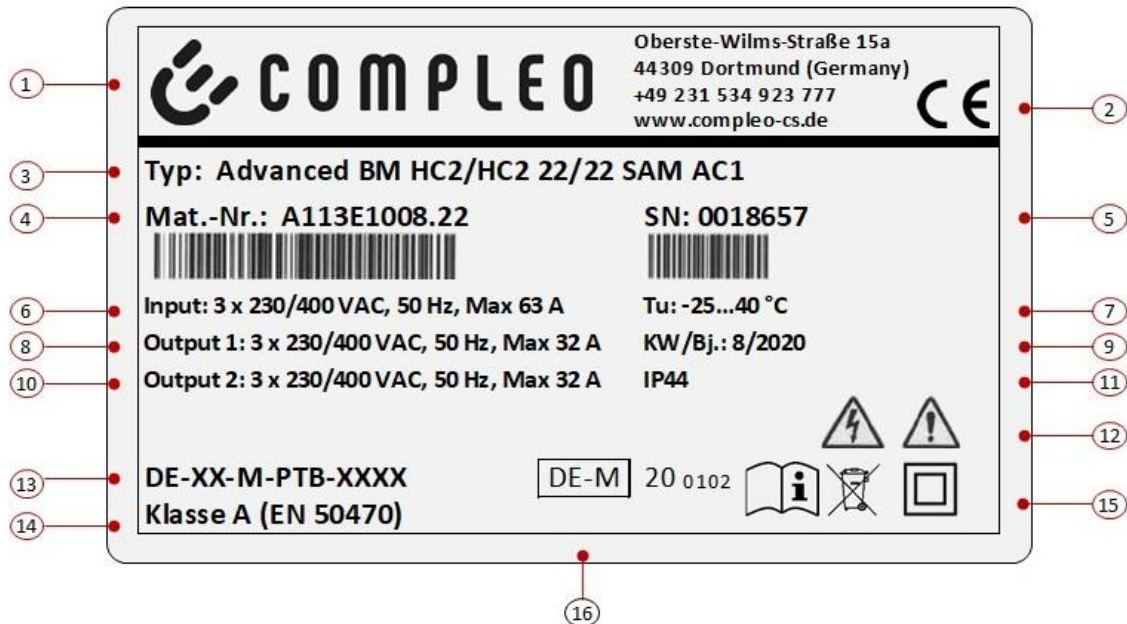 COMPLEO
Oberste-Wilms-Straße 15a
44309 Dortmund (Germany)
+49 231 534 923 777
www.compleo-cs.de
CE
1
2
Typ: Advanced BM HC2/HC2 22/22 SAM AC1
3
Mat.-Nr.: A113E1008.22
SN: 0018657
4
5
Input: 3 x 230/400 VAC, 50 Hz, Max 63 A
Tu: -25...40 °C
6
7
Output 1: 3 x 230/400 VAC, 50 Hz, Max 32 A
KW/Bj.: 8/2020
8
9
Output 2: 3 x 230/400 VAC, 50 Hz, Max 32 A
IP44
10
11
12
DE-XX-M-PTB-XXXX
DE-M 20 0102
i
13
Klasse A (EN 50470)
14
15
16